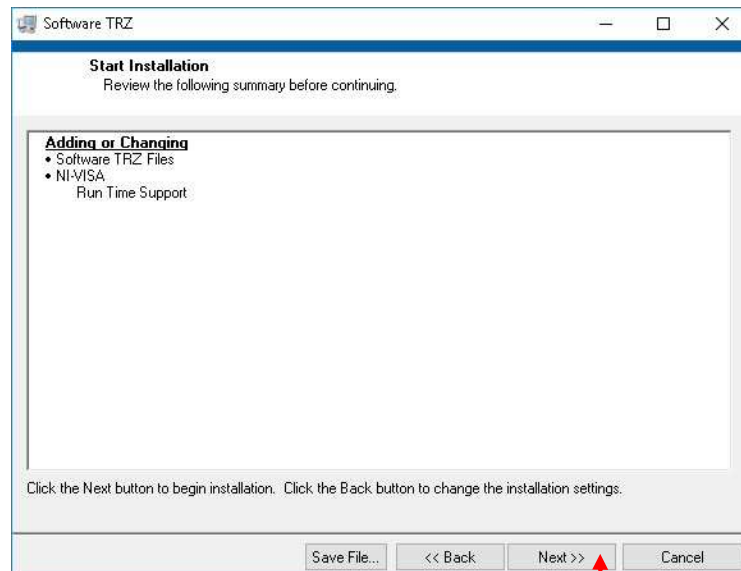 Software TRZ
Start Installation
Review the following summary before continuing.
Adding or Changing
• Software TRZ Files
• NI-VISA
Run Time Support
Click the Next button to begin installation.  Click the Back button to change the installation settings.
Save File...
<< Back
Next >>
Cancel